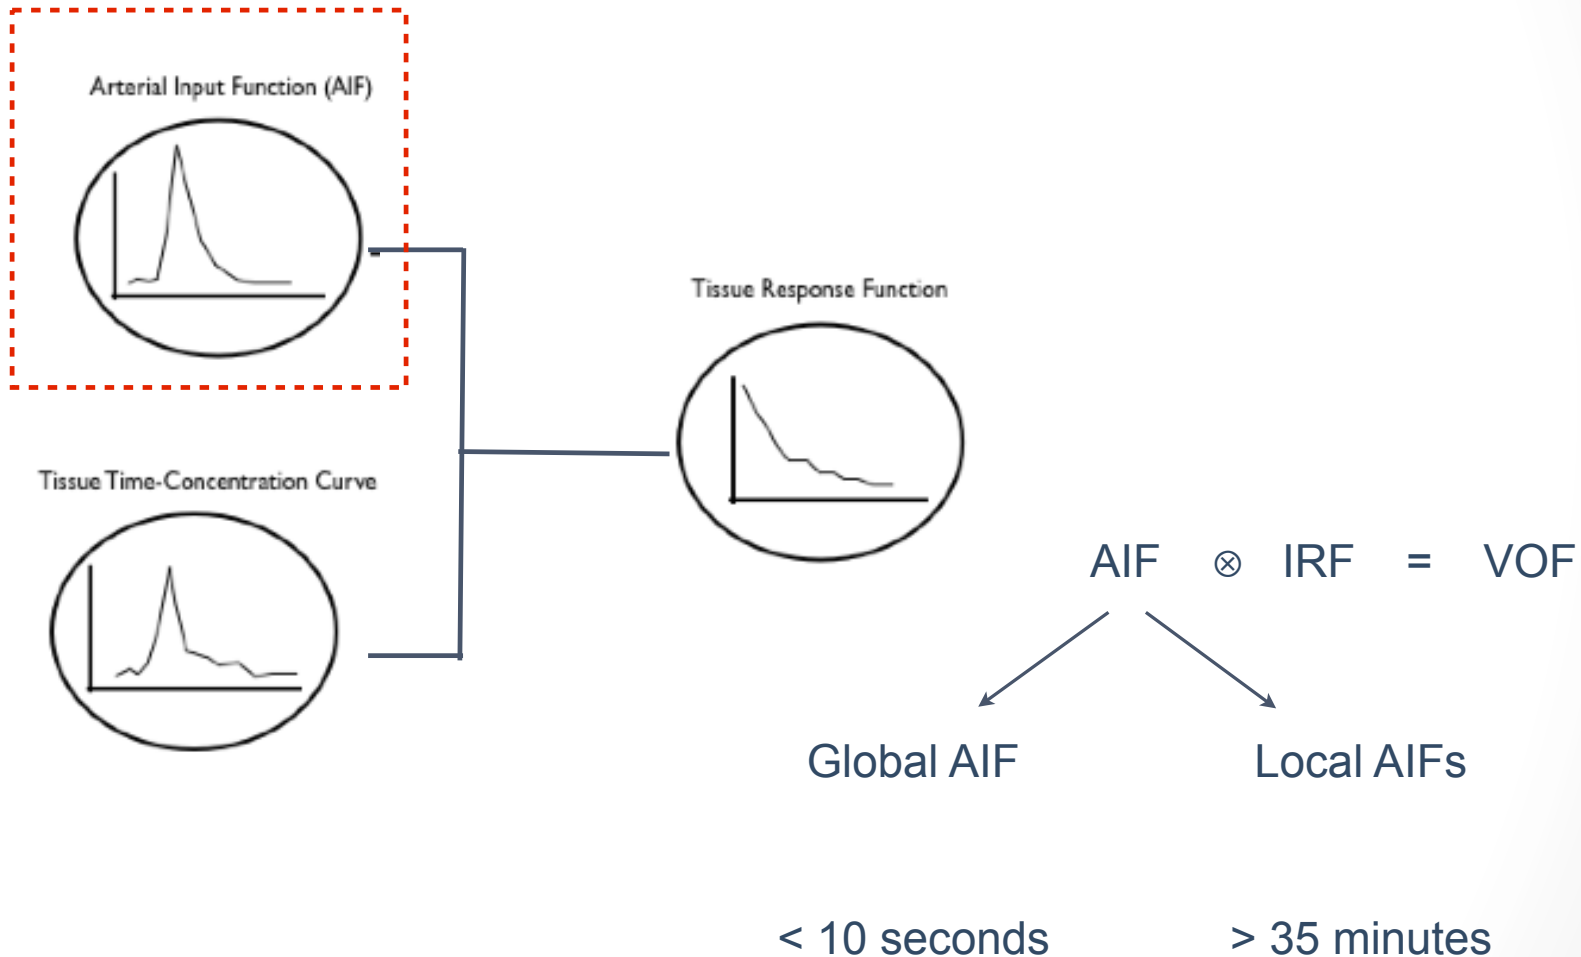 Arterial Input Function (AIF)
Tissue Response Function
Tissue Time-Concentration Curve
AIF ⊗ IRF = VOF
Global AIF Local AIFs
< 10 seconds > 35 minutes